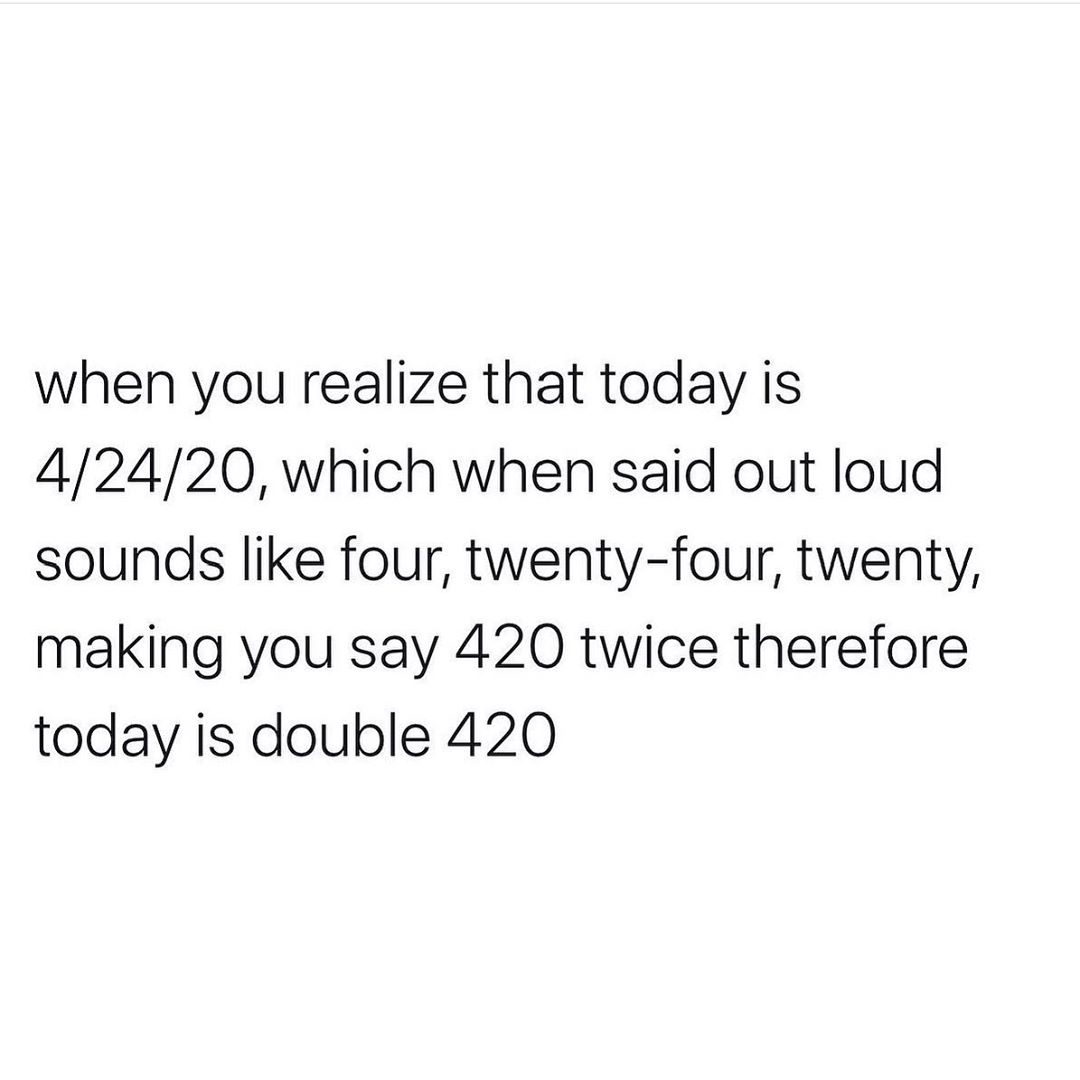 when you realize that today is
4/24/20, which when said out loud
sounds like four, twenty-four, twenty,
making you say 420 twice therefore
today is double 420